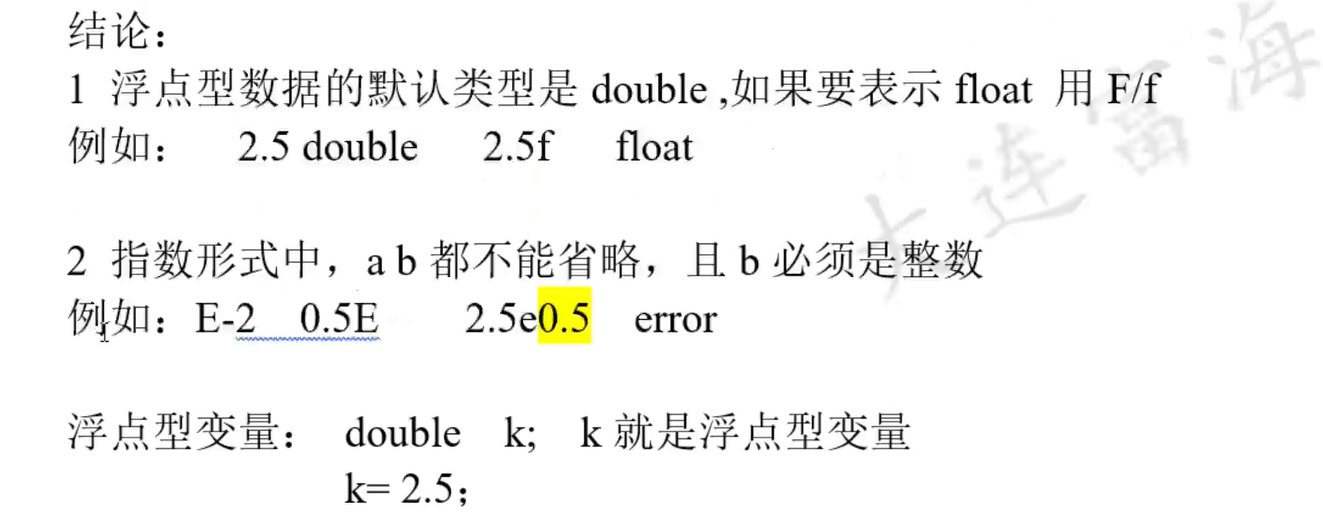 结论：
1 浮点型数据的默认类型是 double ,如果要表示 float 用 F/f
例如： 2.5 double 2.5f float
2 指数形式中，a b 都不能省略，且 b 必须是整数
例如：E-2 0.5E 2.5e0.5 error
浮点型变量： double k; k 就是浮点型变量
k= 2.5；
大连富海